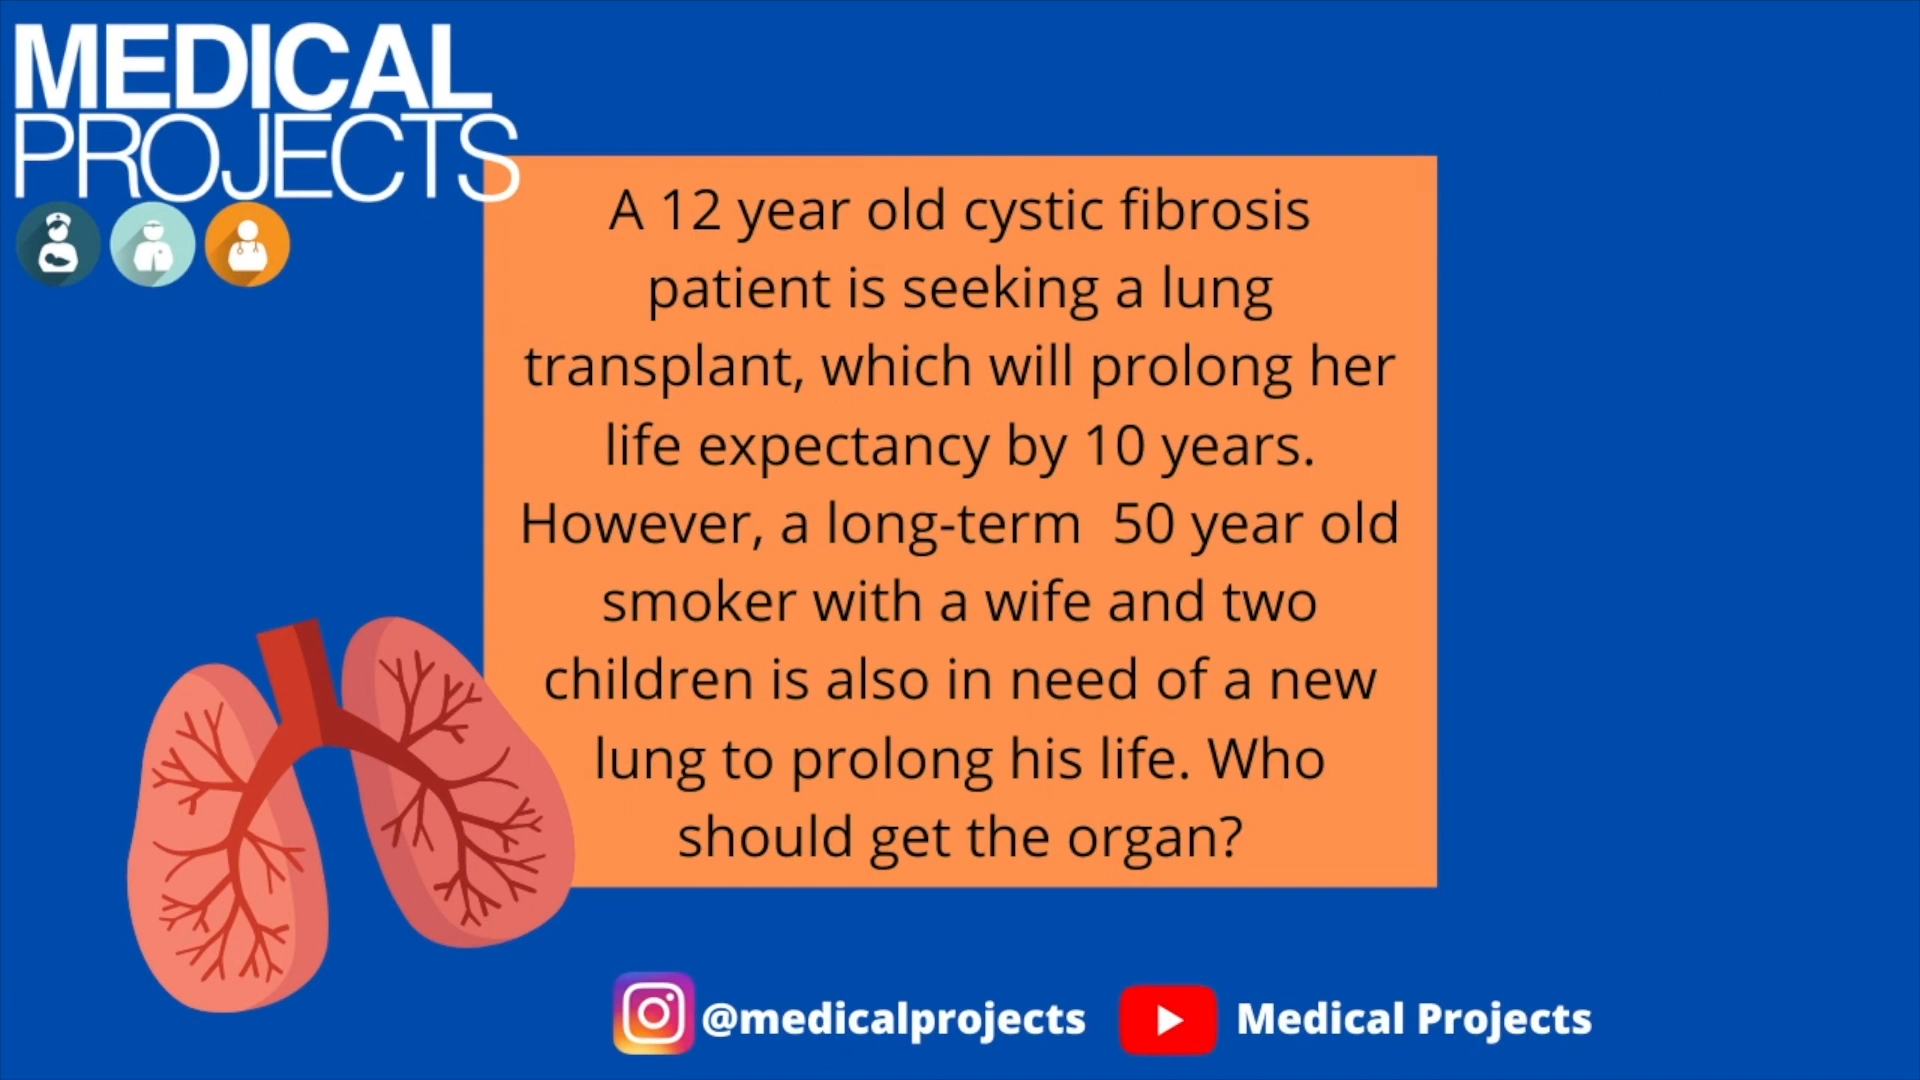 MEDICAL
PROJECTS
A 12 year old cystic fibrosis
patient is seeking a lung
transplant, which will prolong her
life expectancy by 10 years.
However, a long-term  50 year old
smoker with a wife and two
children is also in need of a new
lung to prolong his life. Who
should get the organ?
@medicalprojects
Medical Projects